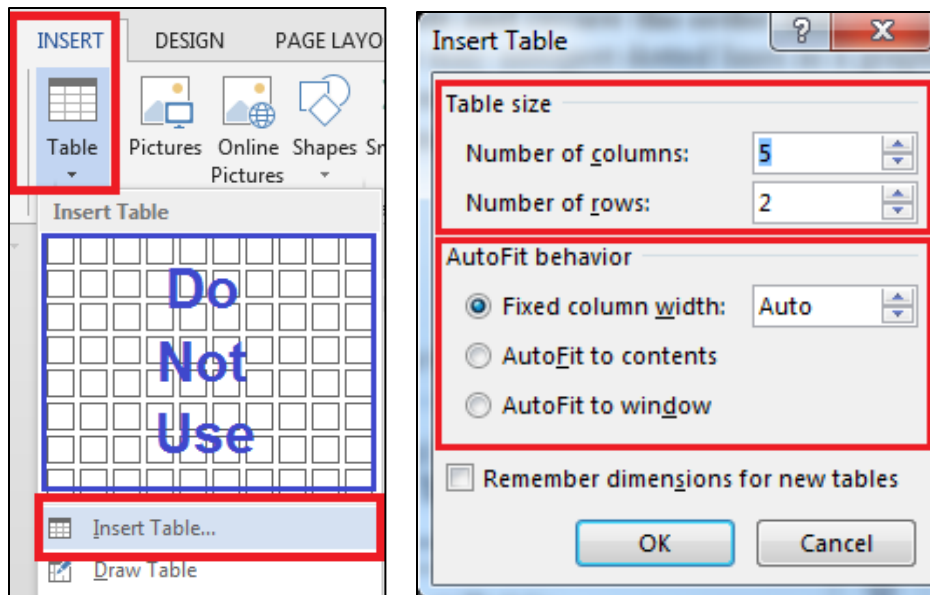 INSERT DESIGN PAGE LAYO
Table Pictures Online Pictures Shapes Sn
Insert Table
Do
Not
Use
Insert Table...
Draw Table
Insert Table
Table size
Number of columns: 5
Number of rows: 2
AutoFit behavior
Fixed column width: Auto
AutoFit to contents
AutoFit to window
Remember dimensions for new tables
OK Cancel